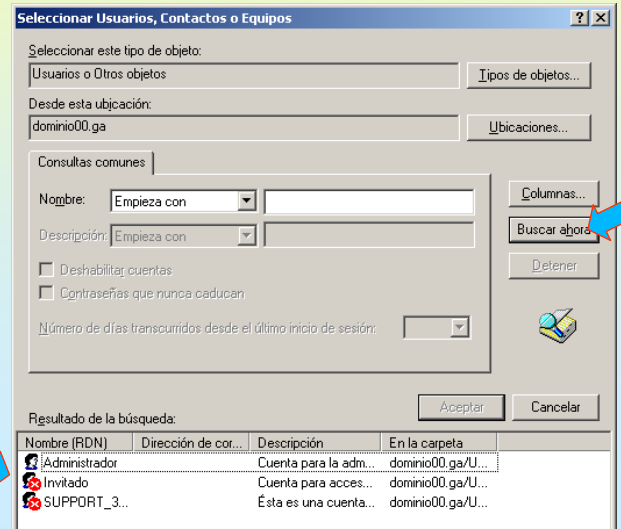 Seleccionar Usuarios, Contactos o Equipos
Seleccionar este tipo de objeto:
Usuarios o Otros objetos
Tipos de objetos...
Desde esta ubicación:
dominio00.ga
Ubicaciones...
Consultas comunes
Nombre: Empieza con
Columnas...
Descripción: Empieza con
Buscar ahora
Deshabilitar cuentas
Detener
Contraseñas que nunca caducan
Número de días transcurridos desde el último inicio de sesión:
Aceptar Cancelar
Resultado de la búsqueda:
Nombre (RDN) Dirección de cor... Descripción En la carpeta
Administrador Cuenta para la adm... dominio00.ga/U...
Invitado Cuenta para acces... dominio00.ga/U...
SUPPORT_3... Ésta es una cuenta... dominio00.ga/U...